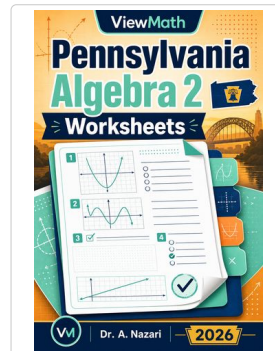 ViewMath
Pennsylvania
Algebra 2
Worksheets
1
2
3
4
VM
Dr. A. Nazari
2026